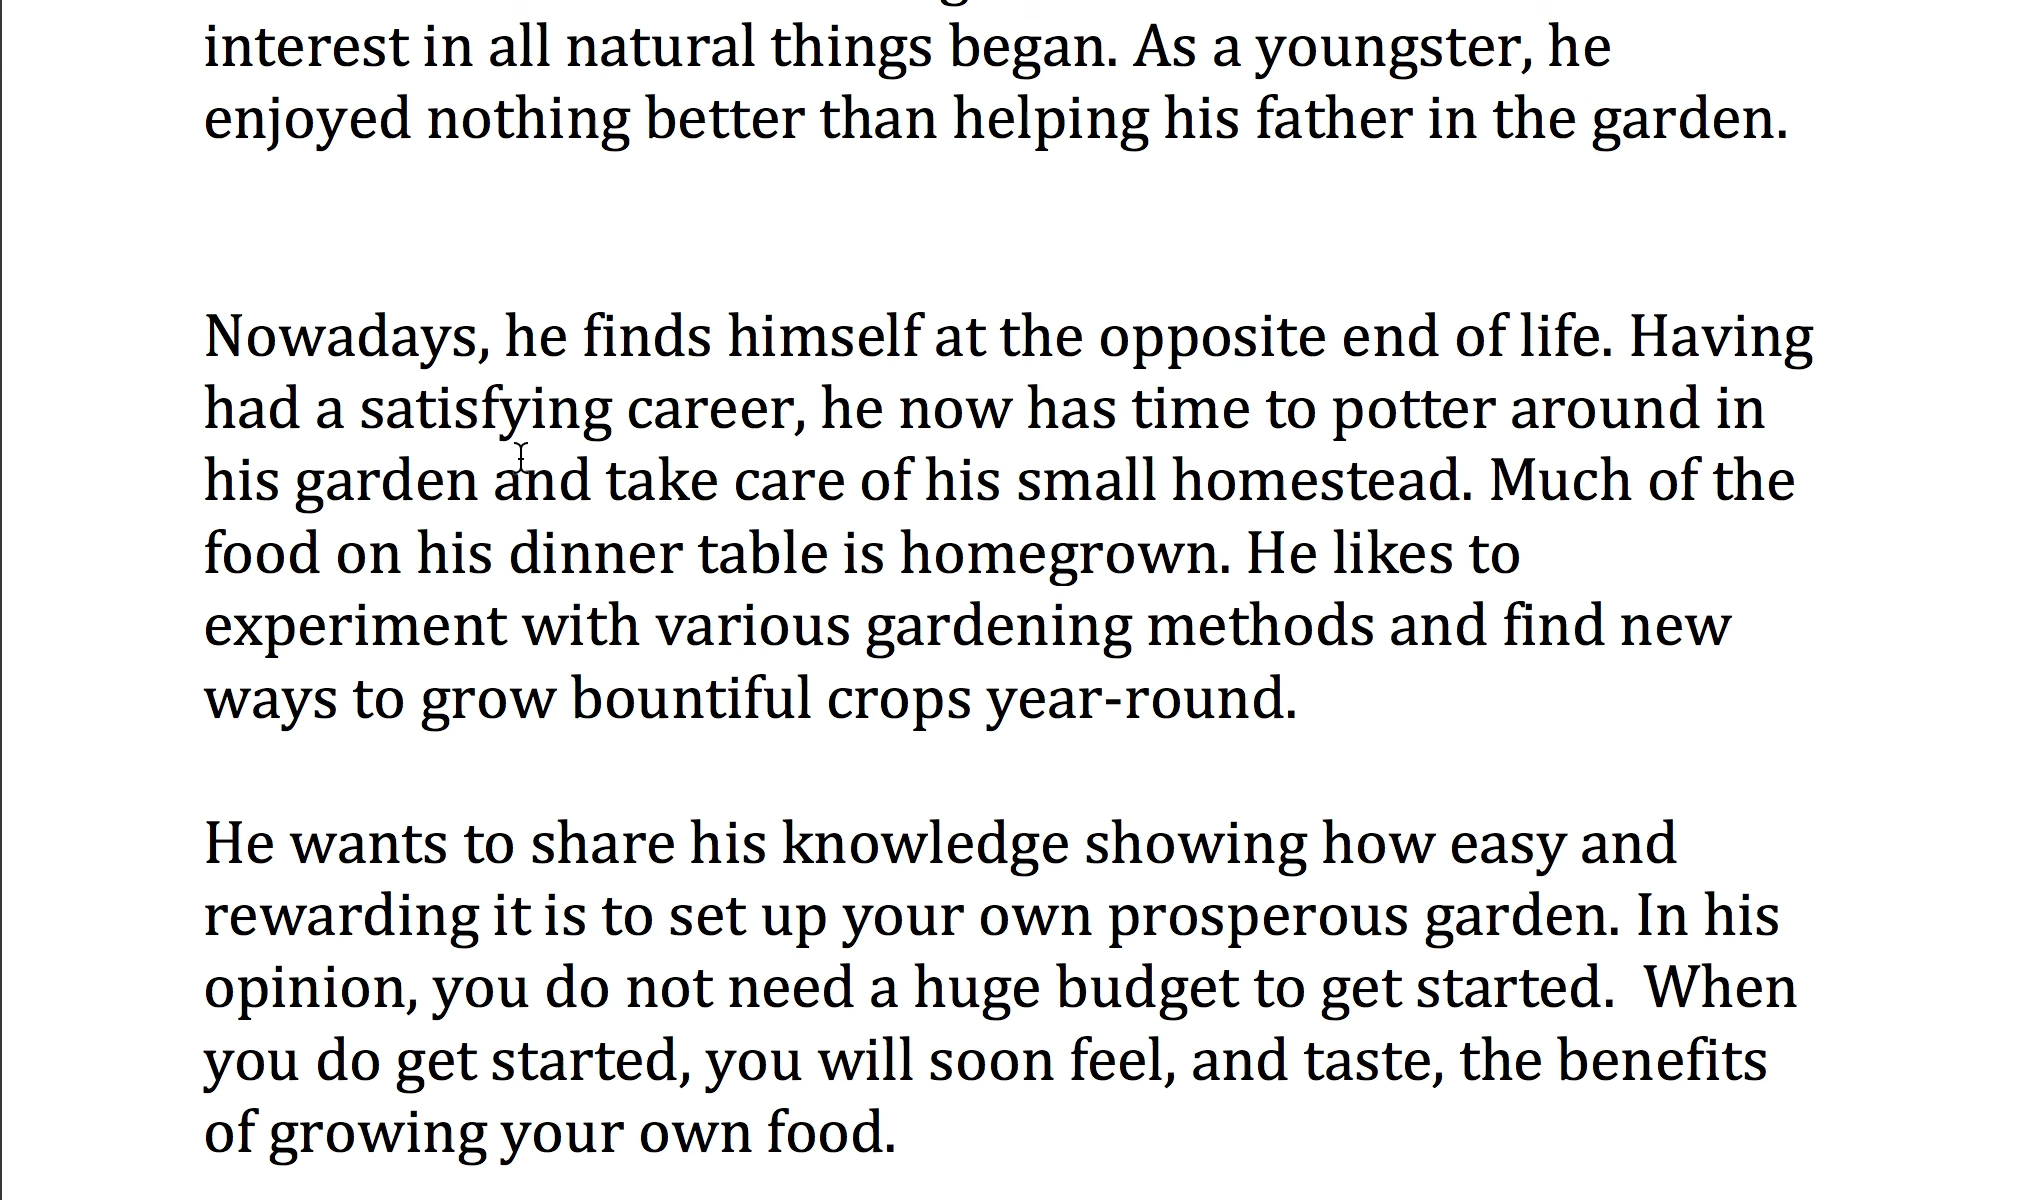 interest in all natural things began. As a youngster, he
enjoyed nothing better than helping his father in the garden.
Nowadays, he finds himself at the opposite end of life. Having
had a satisfying career, he now has time to potter around in
his garden and take care of his small homestead. Much of the
food on his dinner table is homegrown. He likes to
experiment with various gardening methods and find new
ways to grow bountiful crops year-round.
He wants to share his knowledge showing how easy and
rewarding it is to set up your own prosperous garden. In his
opinion, you do not need a huge budget to get started.  When
you do get started, you will soon feel, and taste, the benefits
of growing your own food.